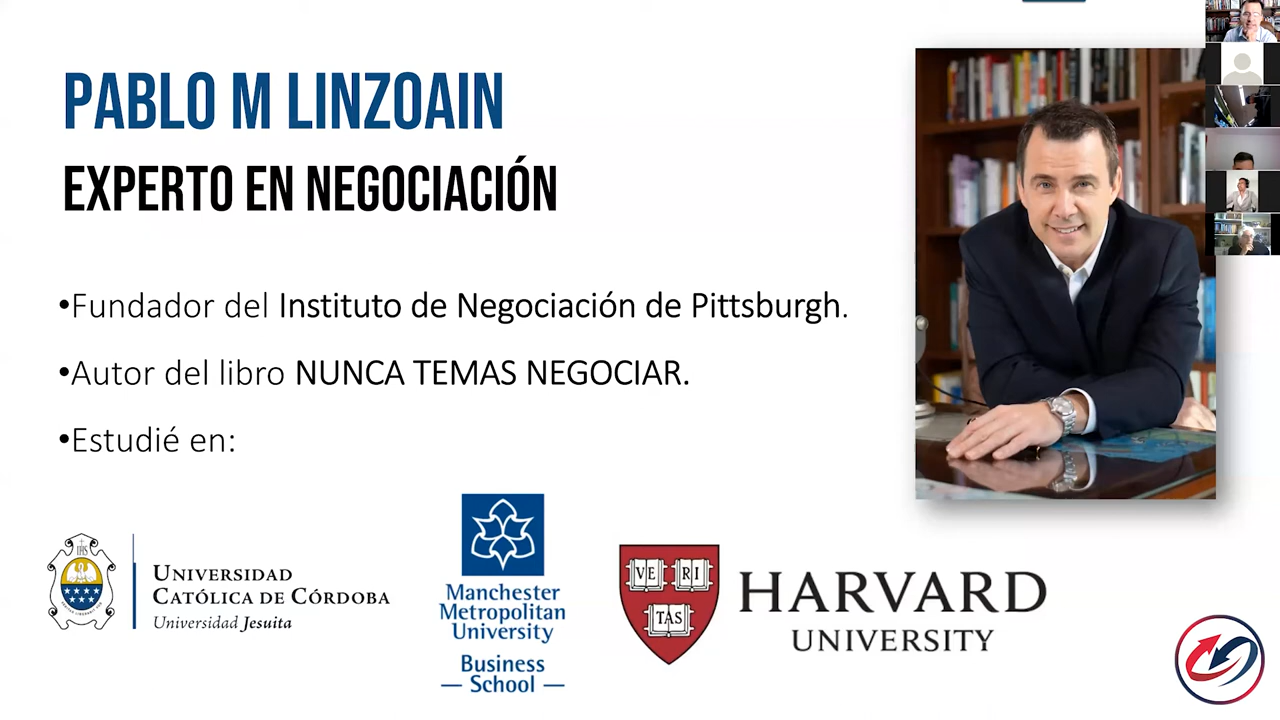 PABLO M LINZOAIN
EXPERTO EN NEGOCIACIÓN
•Fundador del Instituto de Negociación de Pittsburgh.
•Autor del libro NUNCA TEMAS NEGOCIAR.
•Estudié en:
UNIVERSIDAD
CATÓLICA DE CÓRDOBA
Universidad Jesuita
Manchester
Metropolitan
University
Business
School
VE RI
TAS
HARVARD
UNIVERSITY